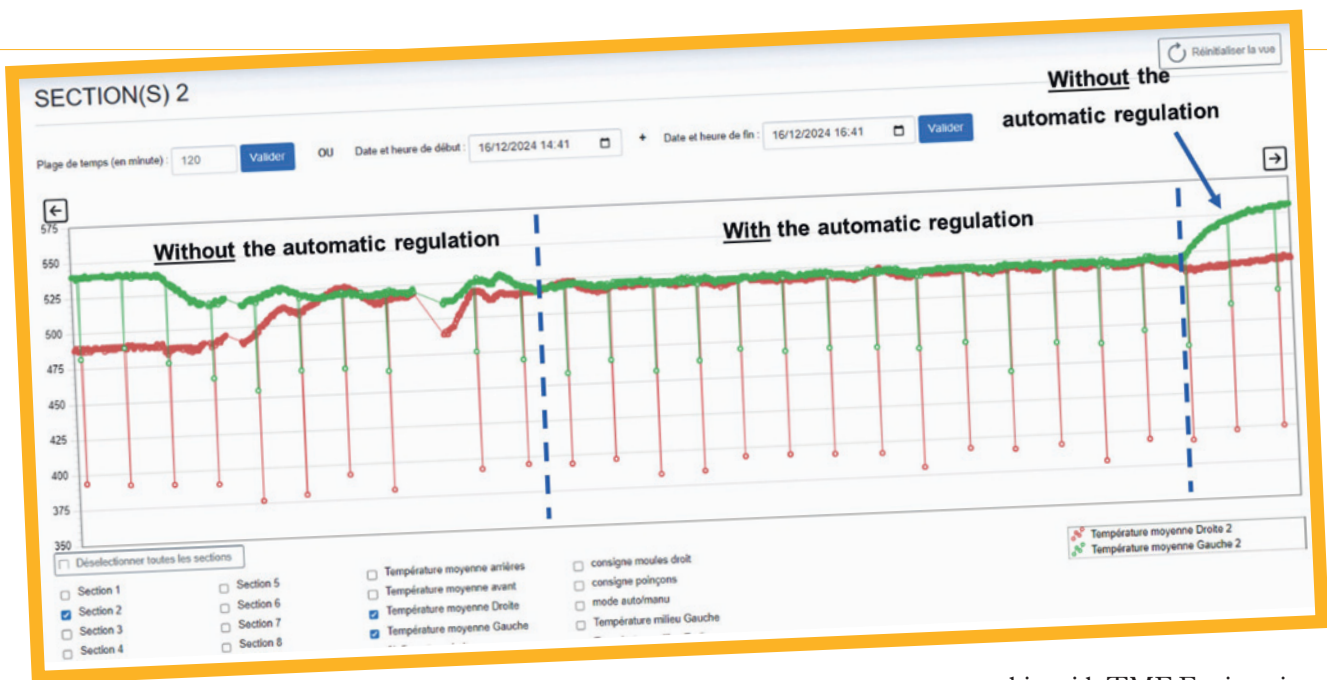 Réinitialiser la vue
SECTION(S) 2
Without the
automatic regulation
Plage de temps (en minute) : 120 Valider OU Date et heure de début : 16/12/2024 14:41 + Date et heure de fin : 16/12/2024 16:41 Valider
Without the automatic regulation
With the automatic regulation
575
550
525
500
475
450
425
400
375
350
Température moyenne Droite 2
Température moyenne Gauche 2
Déselectionner toutes les sections
Section 1
Section 2
Section 3
Section 4
Section 5
Section 6
Section 7
Section 8
Température moyenne arrières
Température moyenne avant
Température moyenne Droite
Température moyenne Gauche
consigne moules droit
consigne poinçons
mode auto/manu
Température milieu Gauche